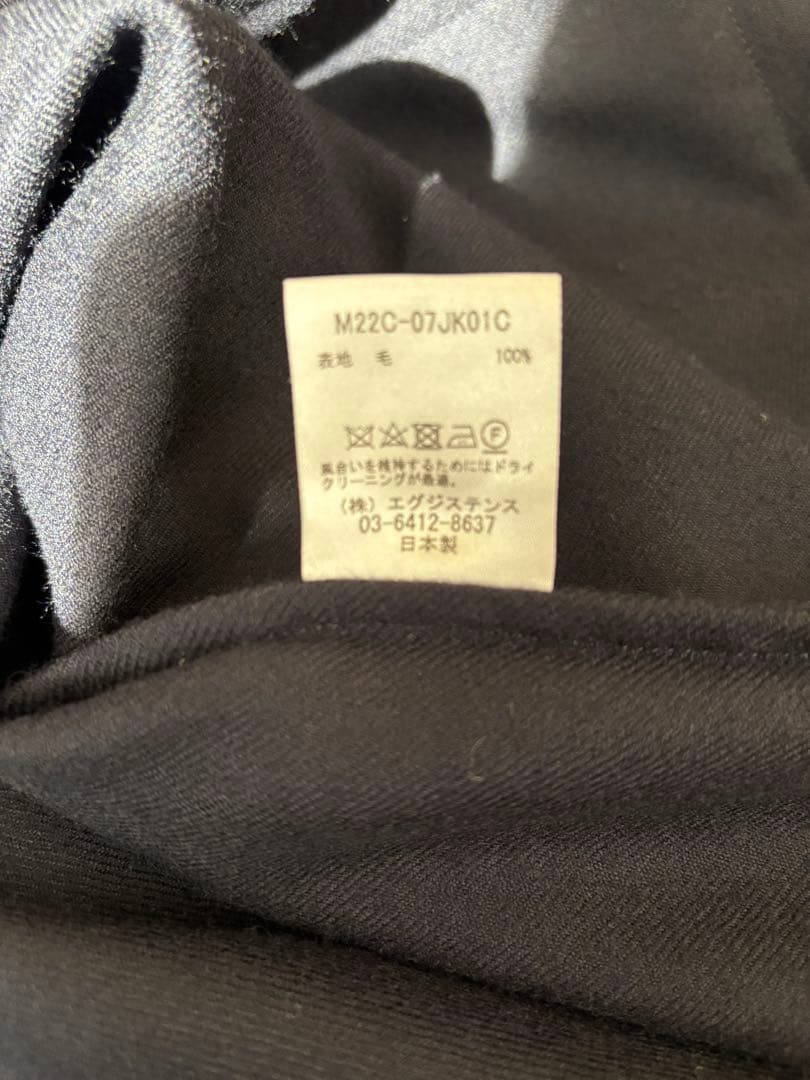 M22C-07JK01C
表地 毛 100%
F
風合いを維持するためにはドライ
クリーニングが最適。
(株) エグジステンス
03-6412-8637
日本製